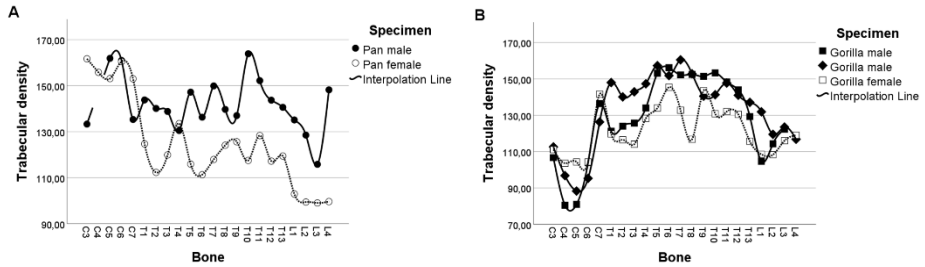 A
Trabecular density
170,00
150,00
130,00
110,00
90,00
C3 C4 C5 C6 C7 T1 T2 T3 T4 T5 T6 T7 T8 T9 T10 T11 T12 T13 L1 L2 L3 L4
Bone
Specimen
Pan male
Pan female
Interpolation Line
B
Trabecular density
170,00
150,00
130,00
110,00
90,00
70,00
C3 C4 C5 C6 C7 T1 T2 T3 T4 T5 T6 T7 T8 T9 T10 T11 T12 T13 L1 L2 L3 L4
Bone
Specimen
Gorilla male
Gorilla male
Gorilla female
Interpolation Line